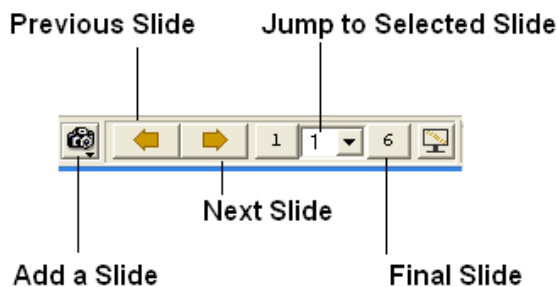 Previous Slide
Jump to Selected Slide
1
1
6
Next Slide
Add a Slide
Final Slide